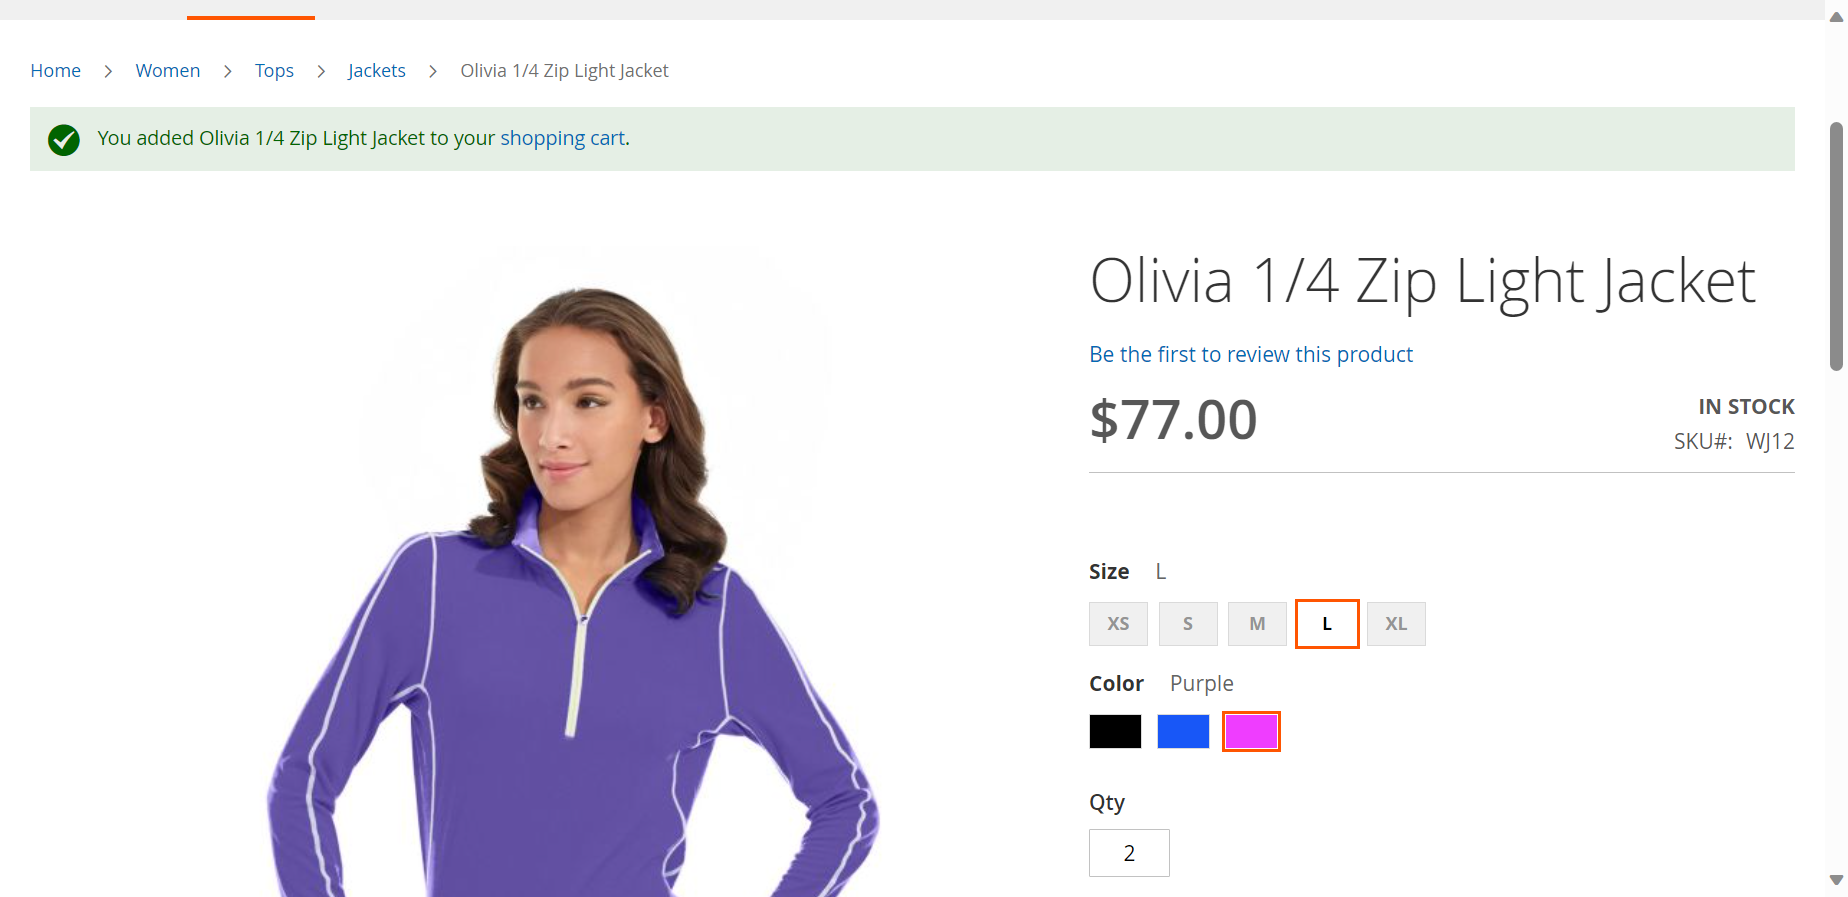 Home > Women > Tops > Jackets > Olivia 1/4 Zip Light Jacket
You added Olivia 1/4 Zip Light Jacket to your shopping cart.
Olivia 1/4 Zip Light Jacket
Be the first to review this product
$77.00
IN STOCK
SKU#: WJ12
Size L
XS S M L XL
Color Purple
Qty
2